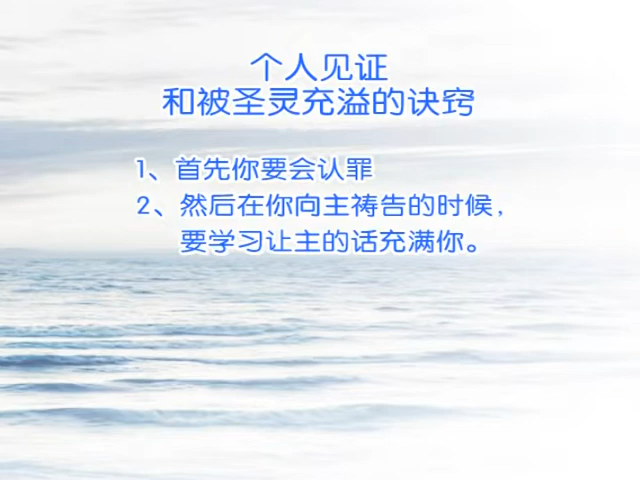 个人见证
和被圣灵充溢的诀窍
1、首先你要会认罪
2、然后在你向主祷告的时候，
要学习让主的话充满你。